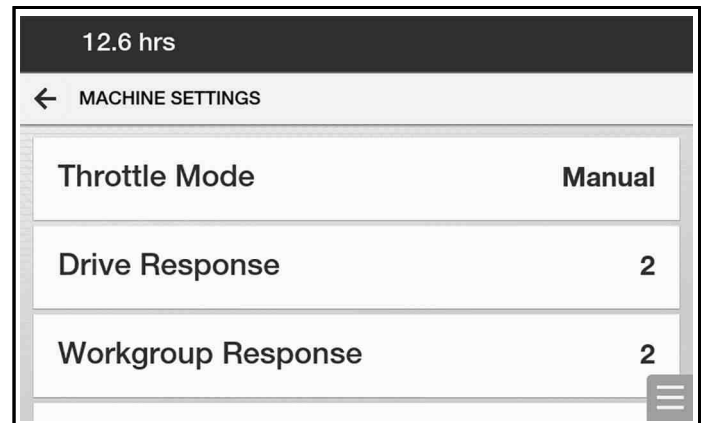 12.6 hrs
MACHINE SETTINGS
Throttle Mode Manual
Drive Response 2
Workgroup Response 2